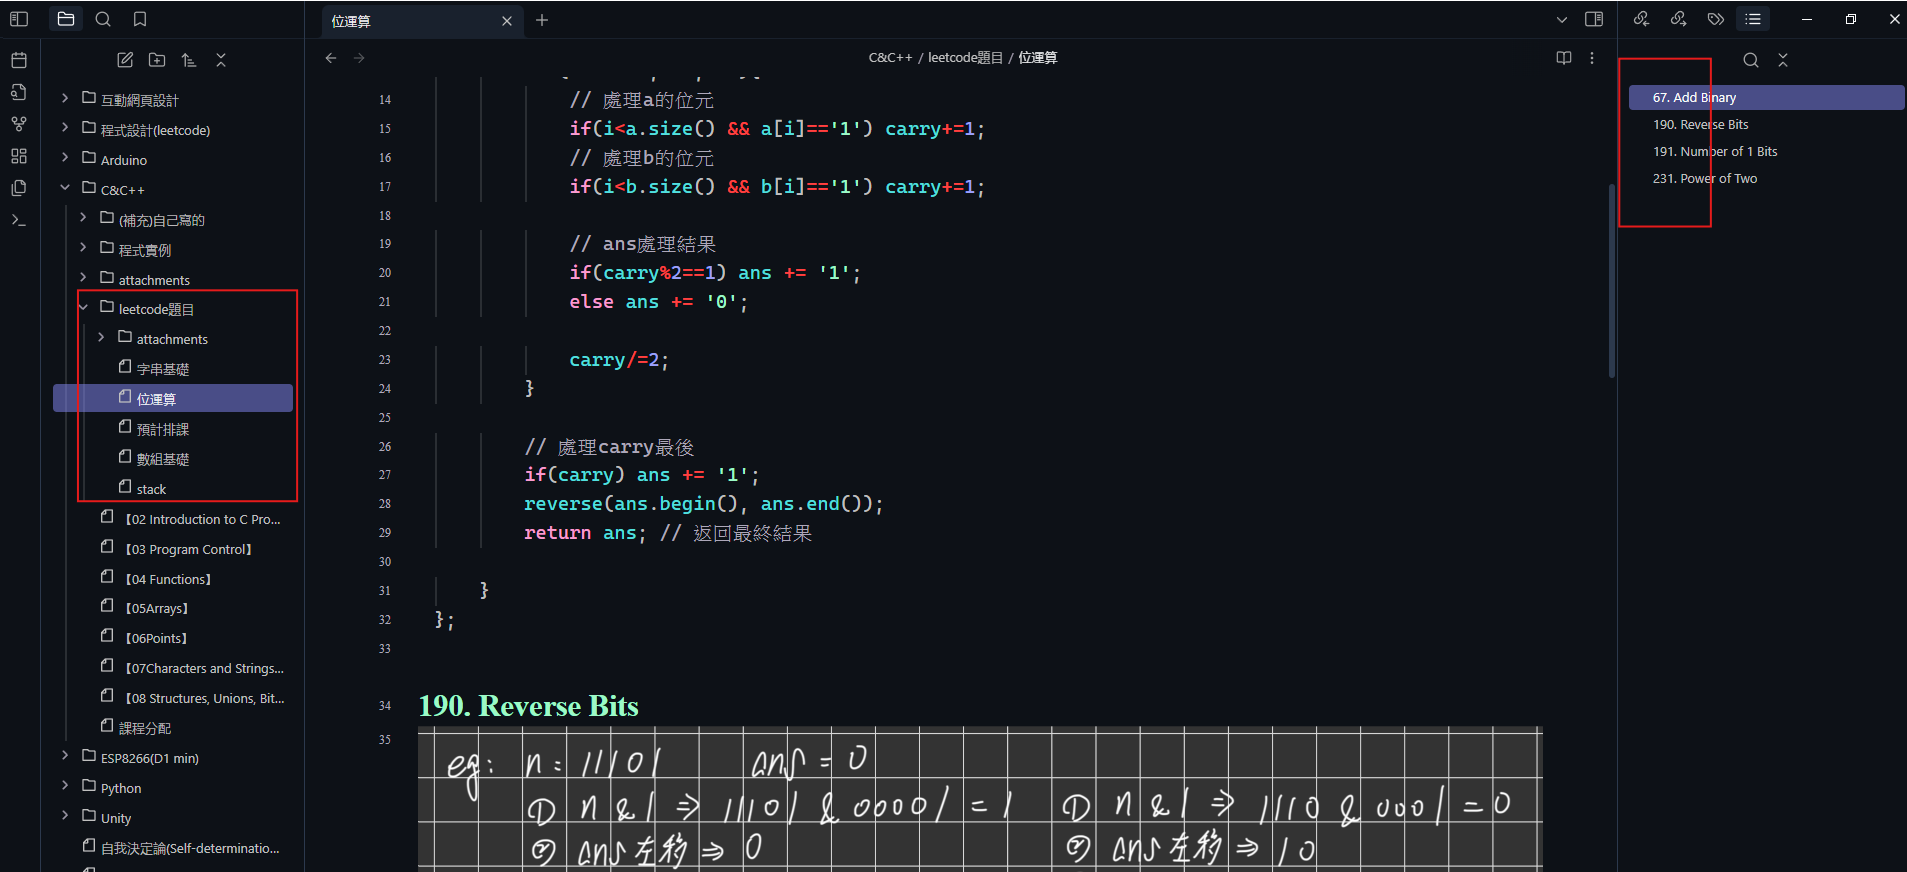 位運算
C&C++ / leetcode題目 / 位運算
互動網頁設計
程式設計(leetcode)
Arduino
C&C++
(補充)自己寫的
程式實例
attachments
leetcode題目
attachments
字串基礎
位運算
預計排課
數組基礎
stack
【02 Introduction to C Pro...
【03 Program Control】
【04 Functions】
【05Arrays】
【06Points】
【07Characters and Strings...
【08 Structures, Unions, Bit...
課程分配
ESP8266(D1 min)
Python
Unity
自我決定論(Self-determinatio...
14 // 處理a的位元
15 if(i<a.size() && a[i]=='1') carry+=1;
16 // 處理b的位元
17 if(i<b.size() && b[i]=='1') carry+=1;
18
19 // ans處理結果
20 if(carry%2==1) ans += '1';
21 else ans += '0';
22
23 carry/=2;
24 }
25
26 // 處理carry最後
27 if(carry) ans += '1';
28 reverse(ans.begin(), ans.end());
29 return ans; // 返回最終結果
30
31 }
32 };
33
34 190. Reverse Bits
35
eg: n = 11101 ans = 0
① n & 1 ⇒ 11101 & 00001 = 1 ① n & 1 ⇒ 1110 & 0001 = 0
② ans左移 ⇒ 0 ② ans左移 ⇒ 10
67. Add Binary
190. Reverse Bits
191. Number of 1 Bits
231. Power of Two